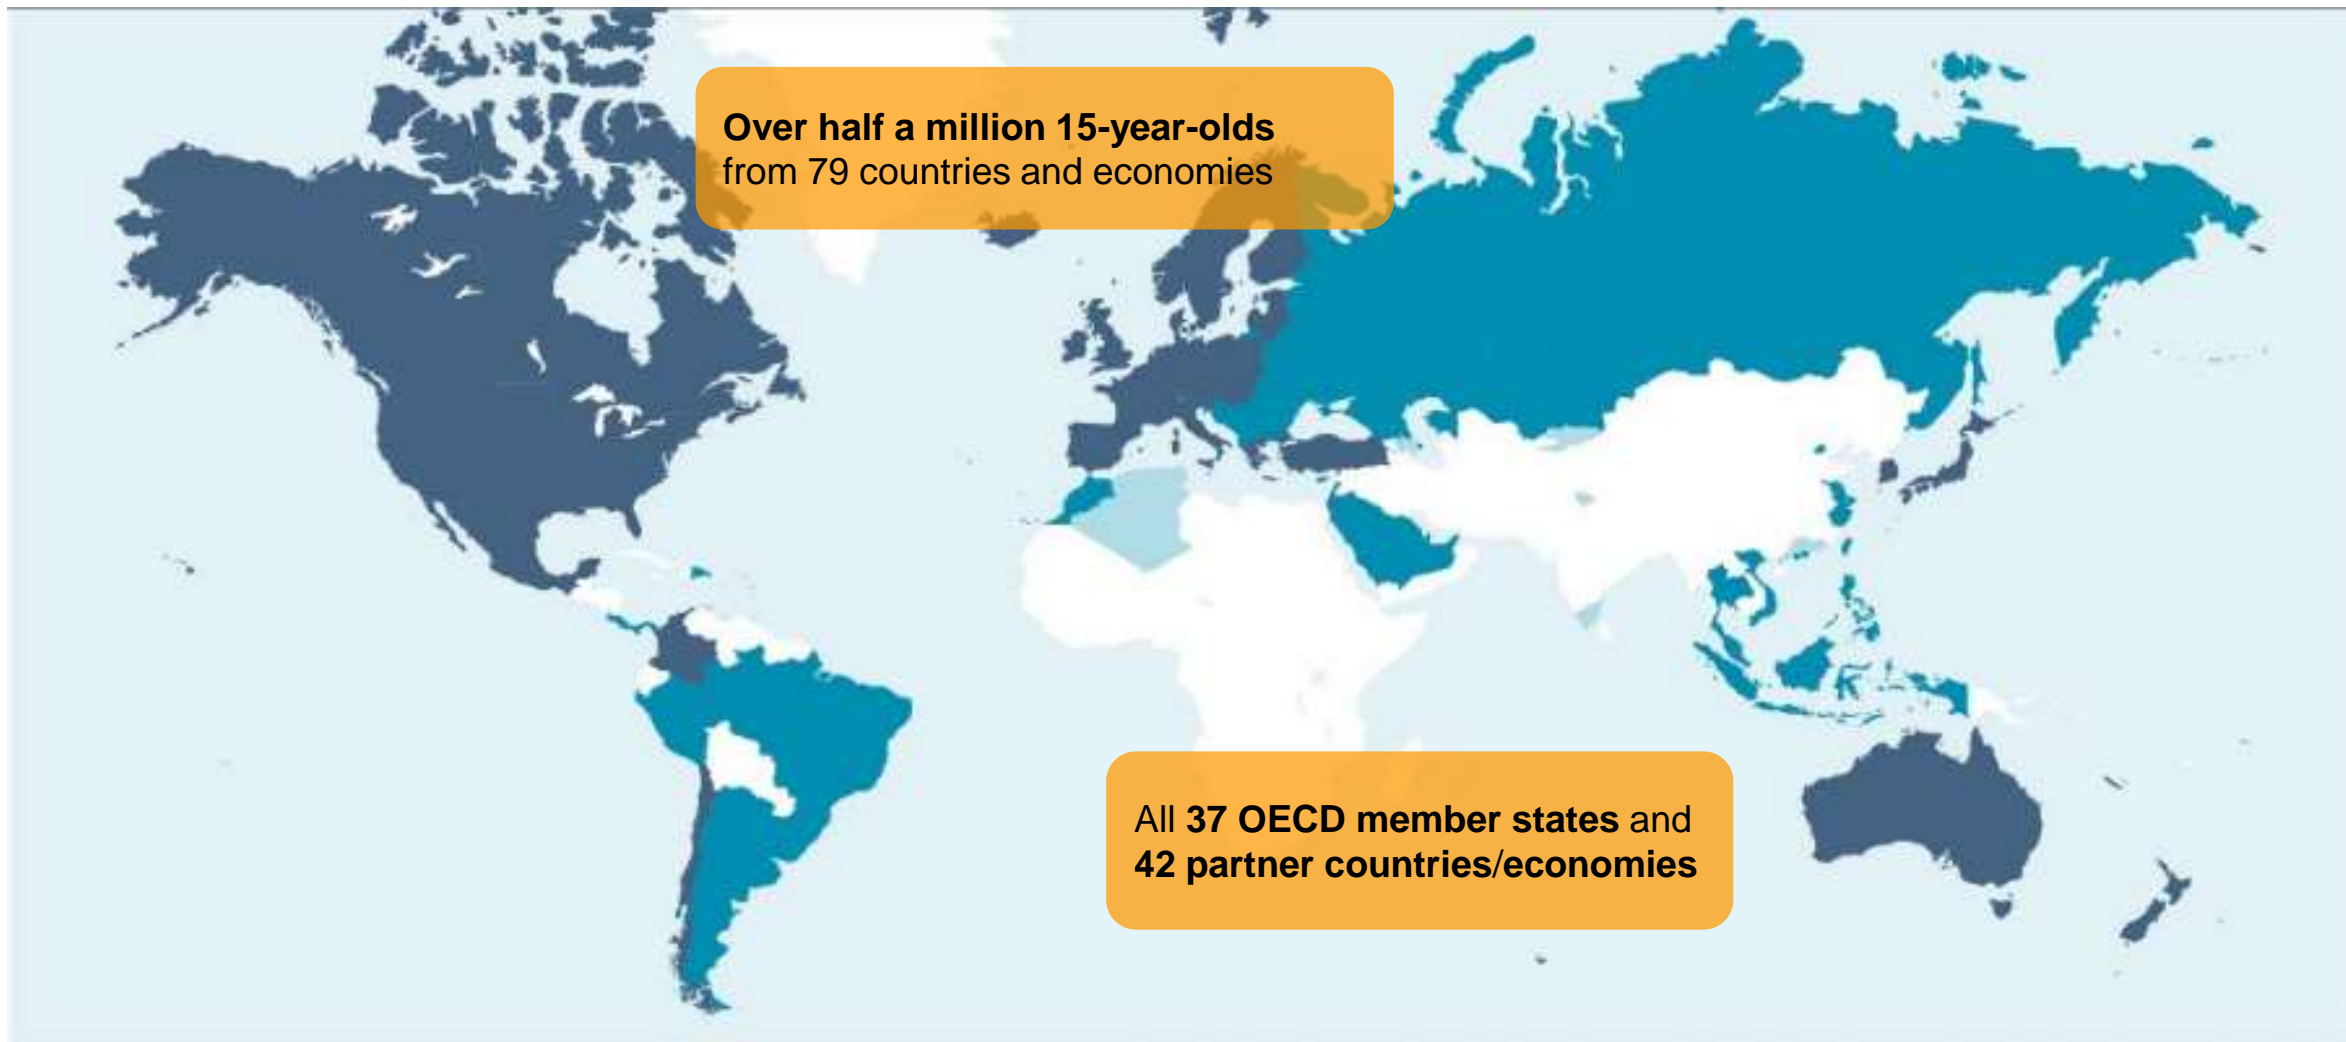 Over half a million 15-year-olds
from 79 countries and economies
All 37 OECD member states and
42 partner countries/economies